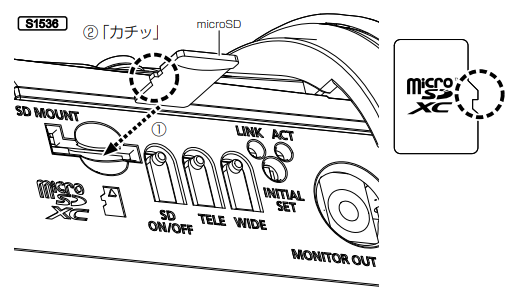 S1536
②「カチッ」
microSD
micro
SD
XC
SD MOUNT
①
LINK ACT
INITIAL
SET
micro
SD
XC
SD
ON/OFF
TELE
WIDE
MONITOR OUT